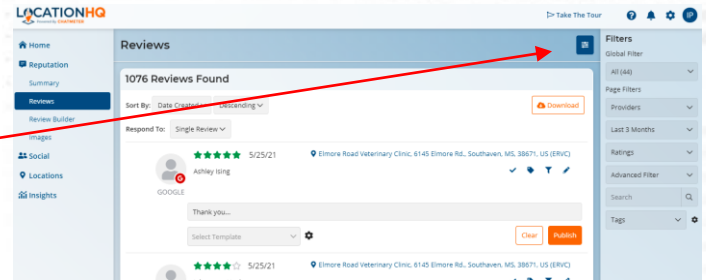 LOCATIONHQ
Powered by CHATMETER
Take The Tour
IP
Home
Reputation
Summary
Reviews
Review Builder
Images
Social
Locations
Insights
Reviews
1076 Reviews Found
Sort By: Date Created Descending
Download
Respond To: Single Review
5/25/21
Elmore Road Veterinary Clinic, 6145 Elmore Rd., Southaven, MS, 38671, US (ERVC)
Ashley Ising
G
GOOGLE
Thank you...
Select Template
Clear
Publish
5/25/21
Elmore Road Veterinary Clinic, 6145 Elmore Rd., Southaven, MS, 38671, US (ERVC)
Filters
Global Filter
All (44)
Page Filters
Providers
Last 3 Months
Ratings
Advanced Filter
Search
Tags